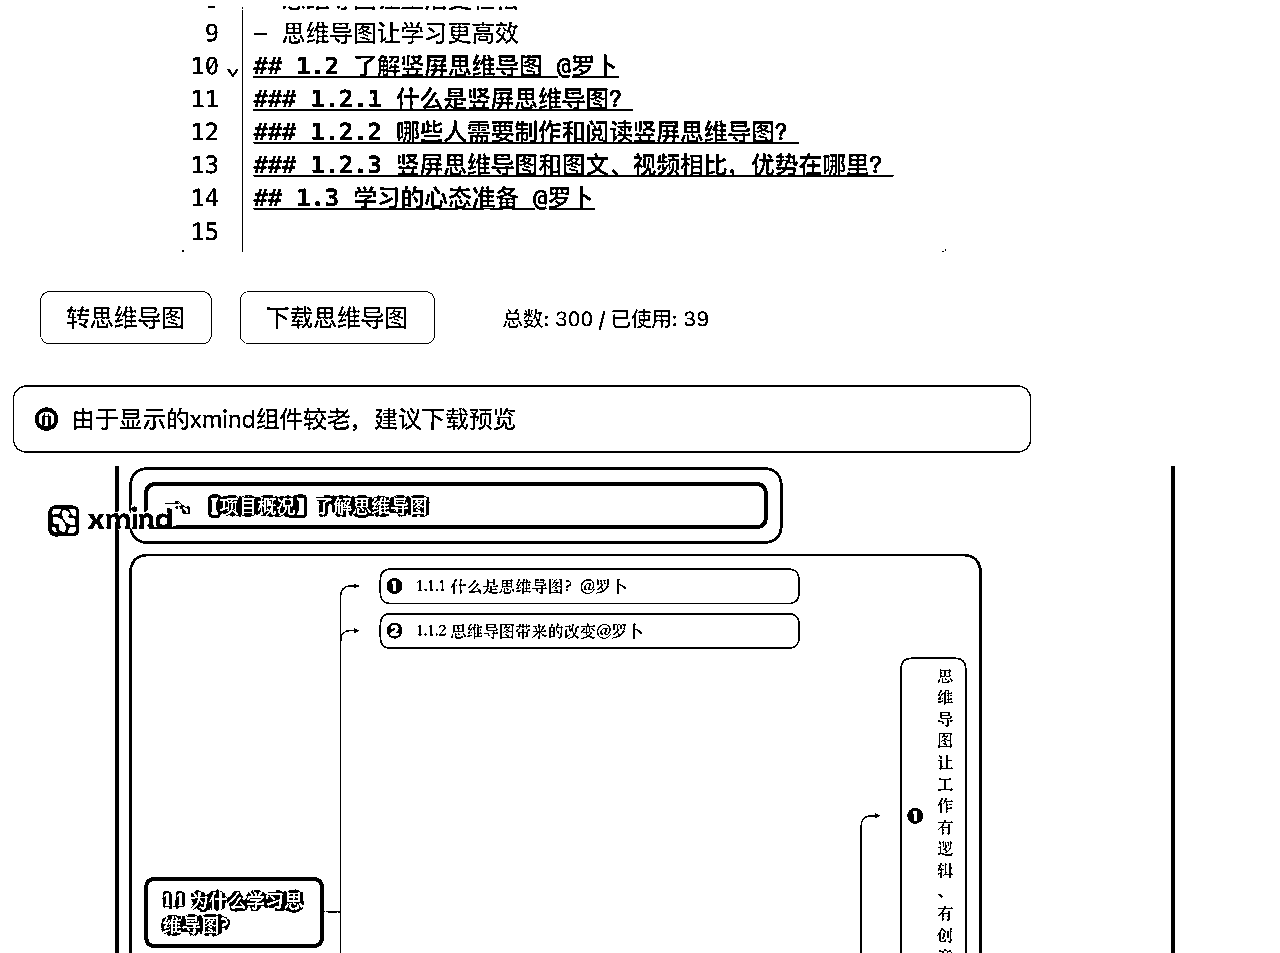 9 – 思维导图让学习更高效
10 ## 1.2 了解竖屏思维导图 @罗卜
11 ### 1.2.1 什么是竖屏思维导图？
12 ### 1.2.2 哪些人需要制作和阅读竖屏思维导图？
13 ### 1.2.3 竖屏思维导图和图文、视频相比，优势在哪里？
14 ## 1.3 学习的心态准备 @罗卜
15
转思维导图 下载思维导图 总数: 300 / 已使用: 39
由于显示的xmind组件较老，建议下载预览
xmind
【项目概况】了解思维导图
1 1.1.1 什么是思维导图？@罗卜
2 1.1.2 思维导图带来的改变@罗卜
1 思维导图让工作有逻辑、有创
1.1 为什么学习思
维导图?